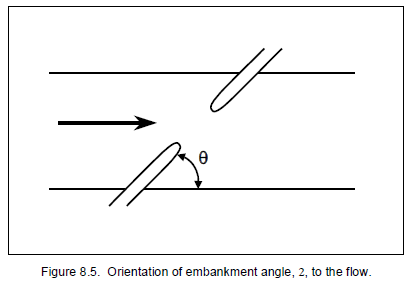 θ
Figure 8.5. Orientation of embankment angle, 2, to the flow.